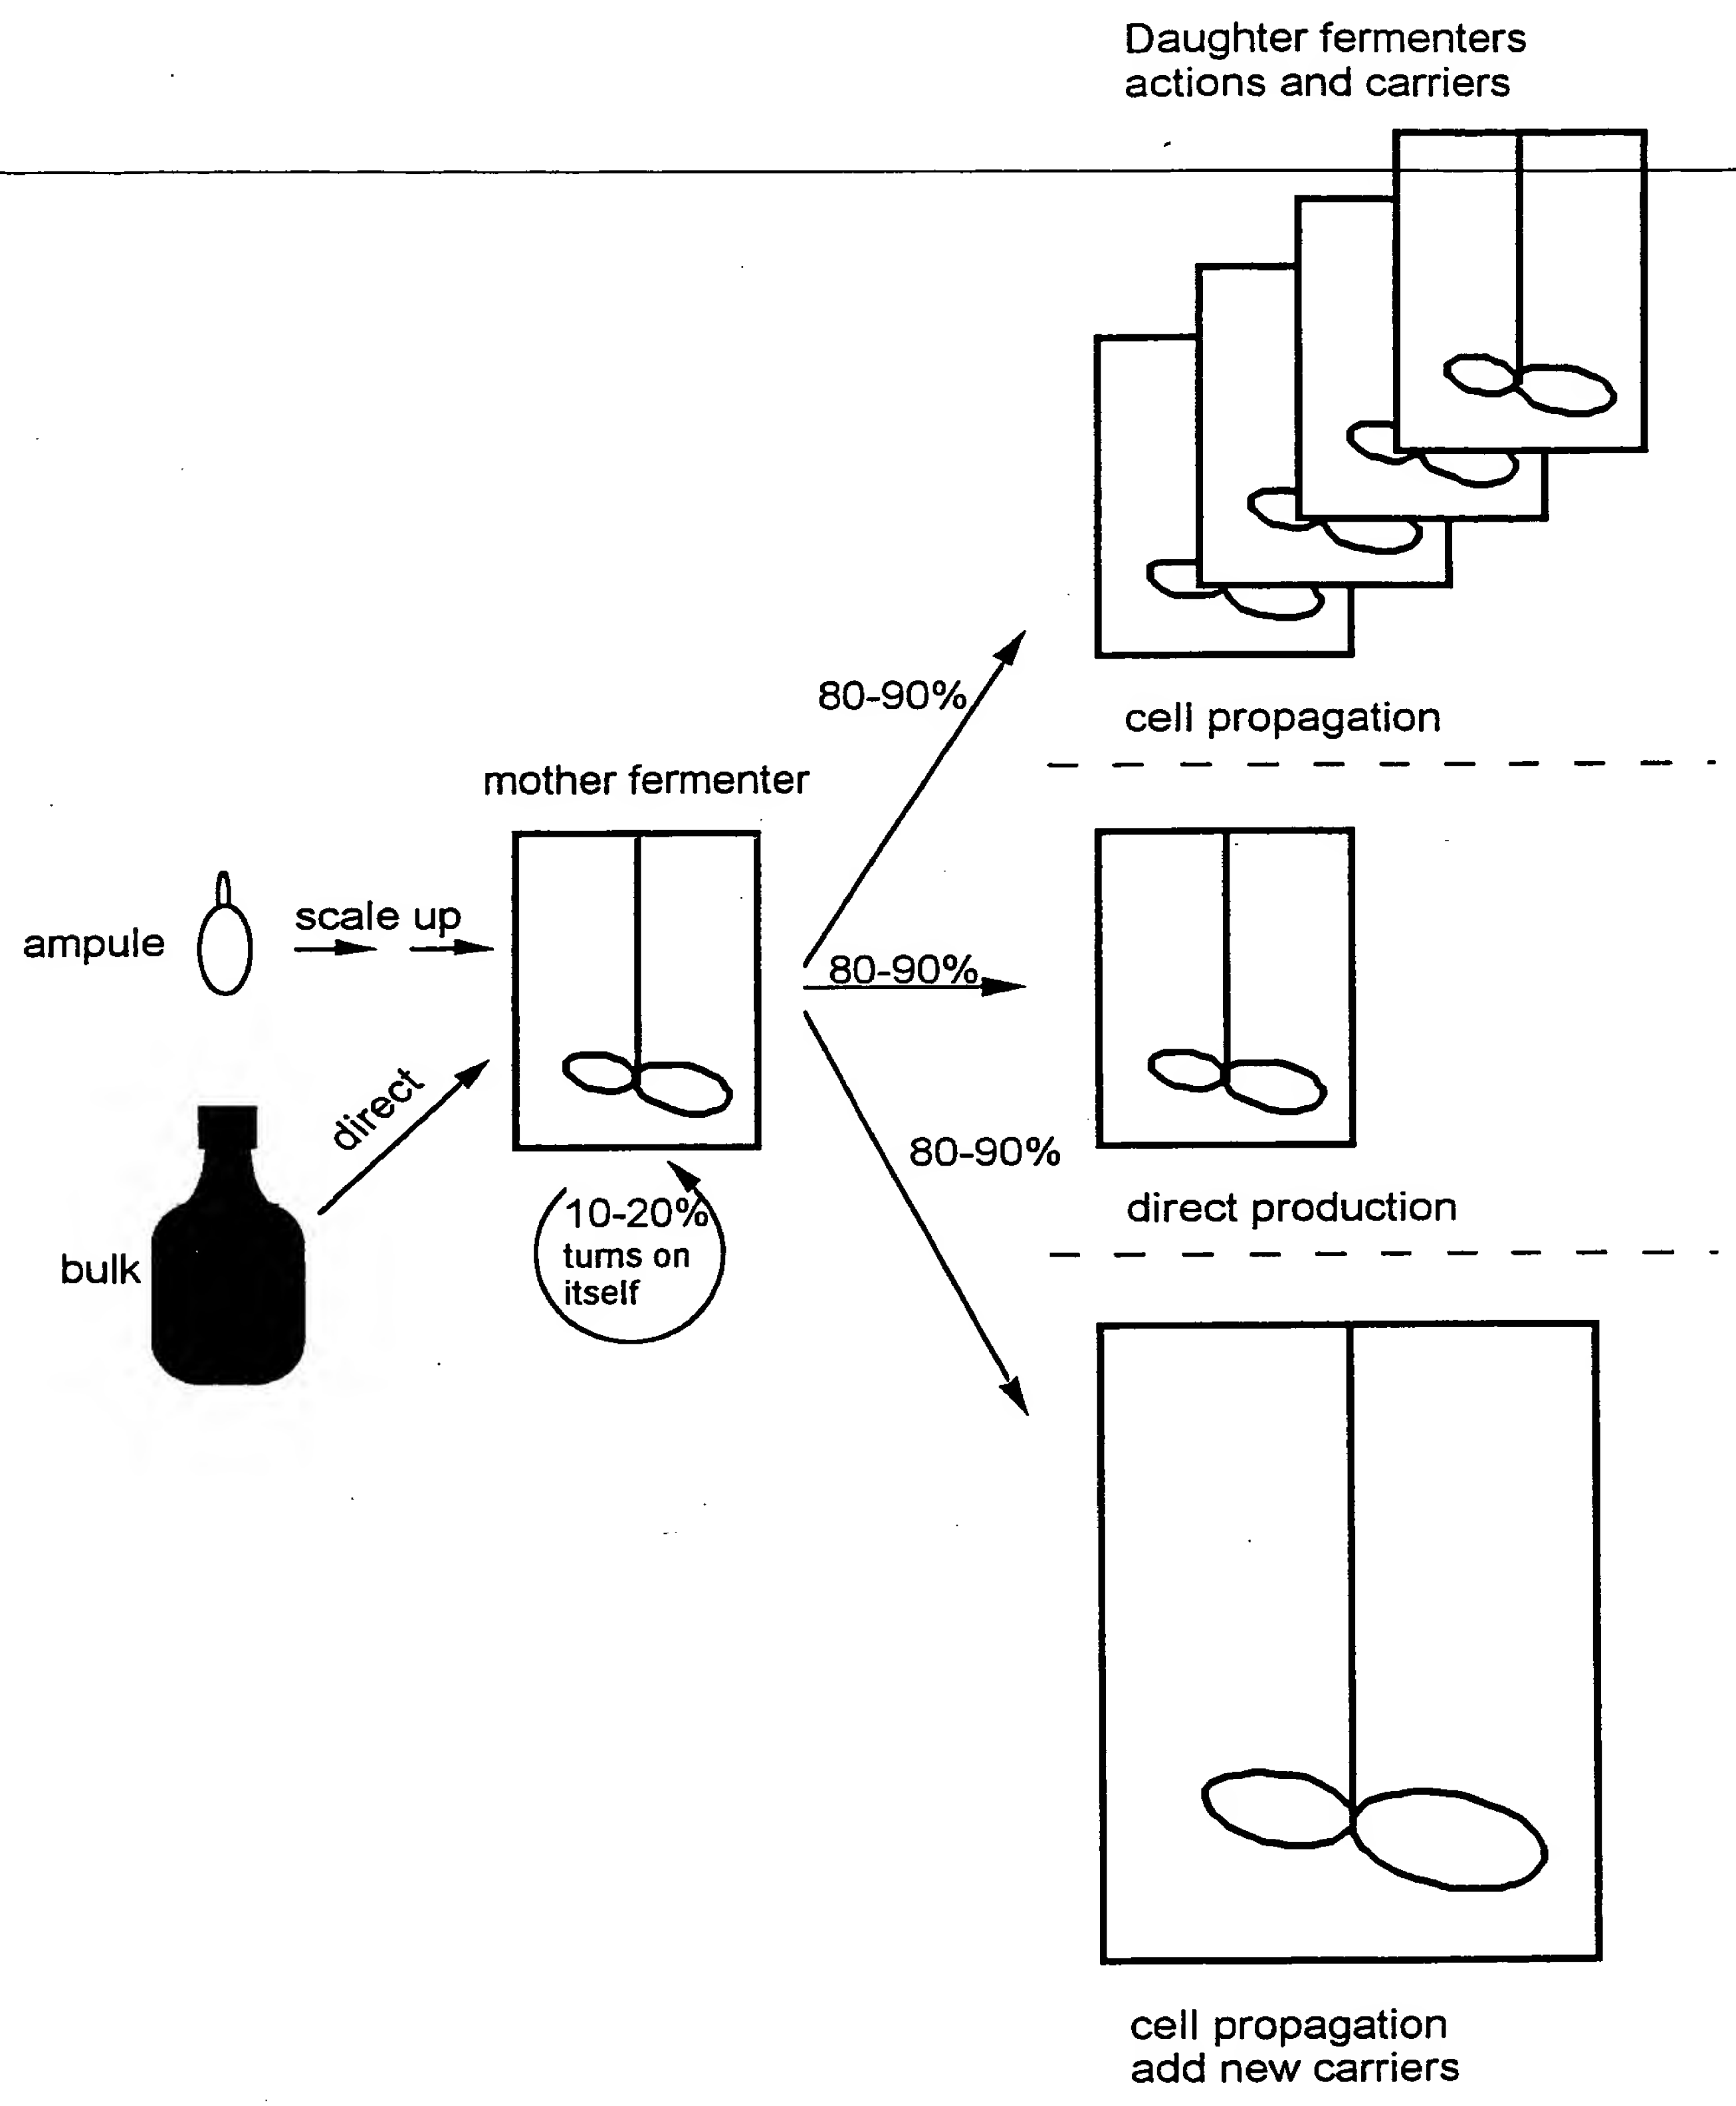 Daughter fermenters
actions and carriers
80-90%
cell propagation
mother fermenter
scale up
ampule
80-90%
direct
80-90%
10-20%
turns on
itself
direct production
bulk
cell propagation
add new carriers